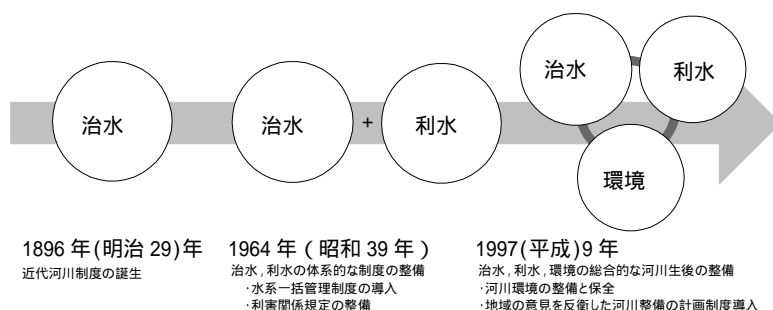 治水
治水
+
利水
治水
利水
環境
1896 年(明治 29)年
近代河川制度の誕生
1964 年（昭和 39 年）
治水,利水の体系的な制度の整備
・水系一括管理制度の導入
・利害関係規定の整備
1997(平成)9 年
治水,利水,環境の総合的な河川生後の整備
・河川環境の整備と保全
・地域の意見を反衛した河川整備の計画制度導入